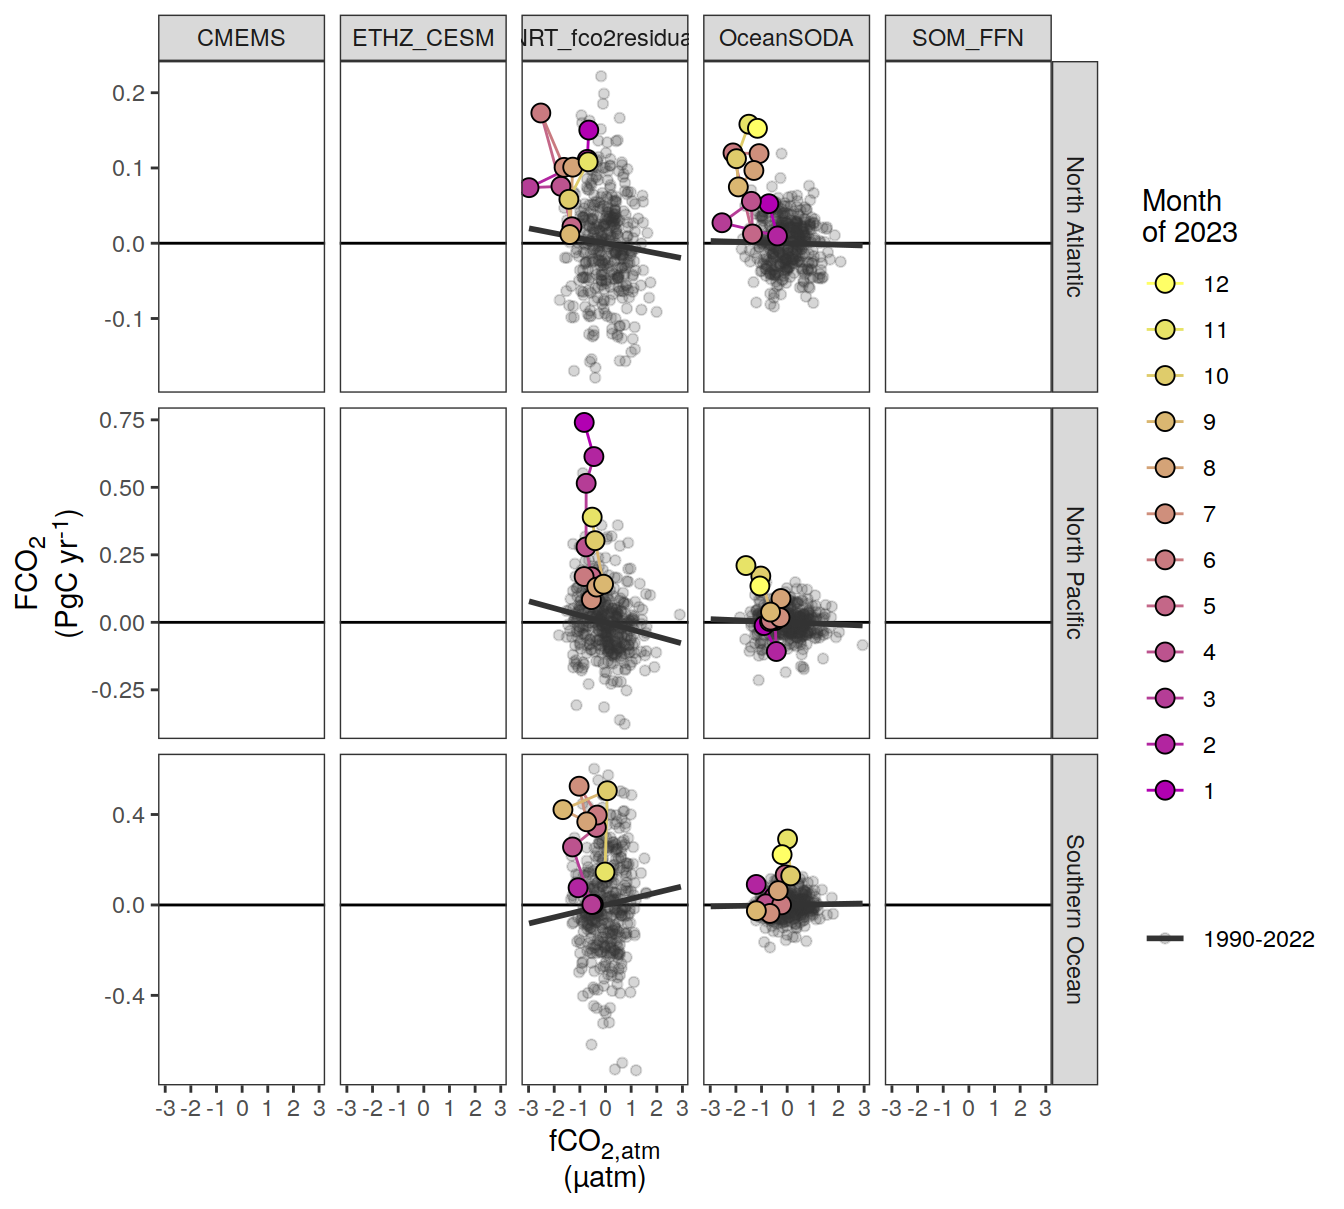 CMEMS ETHZ_CESM NRT_fco2residua OceanSODA SOM_FFN
0.2
0.1
0.0
-0.1
North Atlantic
0.75
0.50
0.25
0.00
-0.25
North Pacific
0.4
0.0
-0.4
Southern Ocean
FCO2
(PgC yr-1)
-3 -2 -1 0 1 2 3 -3 -2 -1 0 1 2 3 -3 -2 -1 0 1 2 3 -3 -2 -1 0 1 2 3 -3 -2 -1 0 1 2 3
fCO2,atm
(µatm)
Month
of 2023
12
11
10
9
8
7
6
5
4
3
2
1
1990-2022